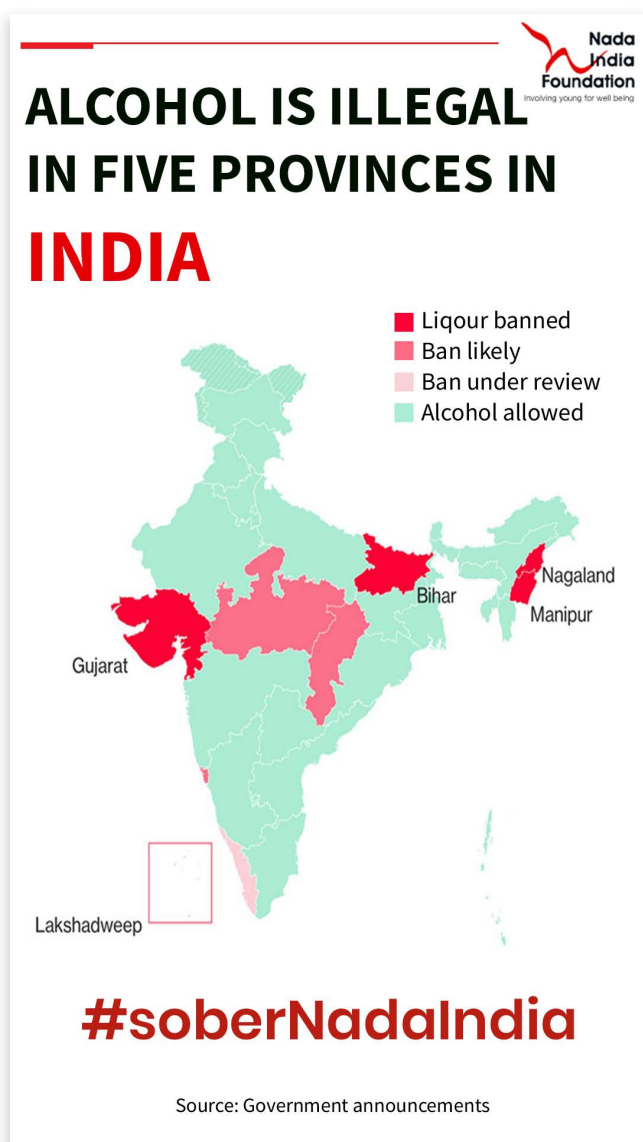 Nada
India
Foundation
Involving young for well being
ALCOHOL IS ILLEGAL
IN FIVE PROVINCES IN
INDIA
Liqour banned
Ban likely
Ban under review
Alcohol allowed
Nagaland
Bihar
Manipur
Gujarat
Lakshadweep
#soberNadaIndia
Source: Government announcements